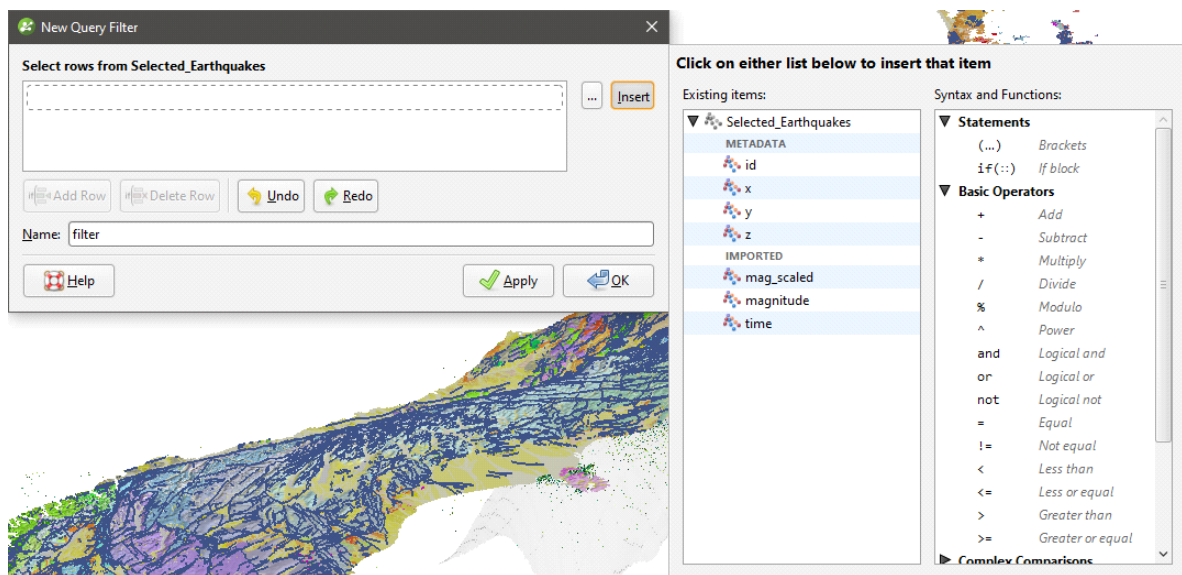 New Query Filter
Select rows from Selected_Earthquakes
...
Insert
Add Row
Delete Row
Undo
Redo
Name: filter
Help
Apply
OK
Click on either list below to insert that item
Existing items:
Selected_Earthquakes
METADATA
id
x
y
z
IMPORTED
mag_scaled
magnitude
time
Syntax and Functions:
Statements
(...) Brackets
if(::) If block
Basic Operators
+ Add
- Subtract
* Multiply
/ Divide
% Modulo
^ Power
and Logical and
or Logical or
not Logical not
= Equal
!= Not equal
< Less than
<= Less or equal
> Greater than
>= Greater or equal
Complex Comparisons